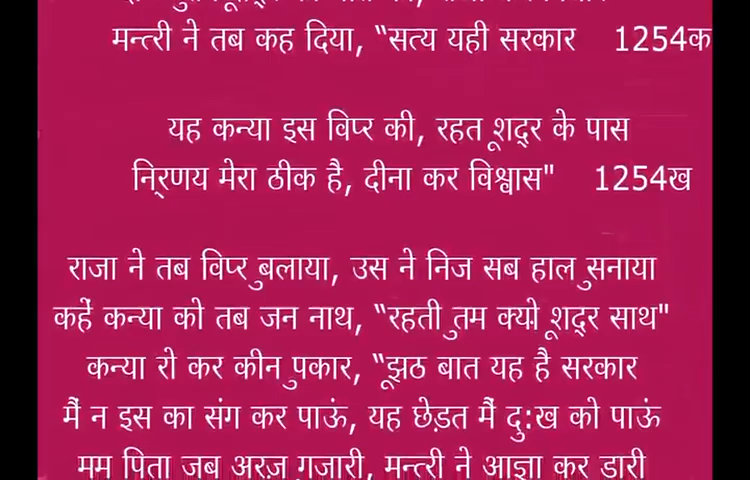 मन्त्री ने तब कह दिया, “सत्य यही सरकार 1254क
यह कन्या इस विप्र की, रहत शूद्र के पास
निरणय मेरा ठीक है, दीना कर विश्वास" 1254ख
राजा ने तब विप्र बुलाया, उस ने निज सब हाल सुनाया
कहें कन्या को तब जन नाथ, “रहती तुम क्यों शूद्र साथ"
कन्या रो कर कीन पुकार, “झूठ बात यह है सरकार
मैं न इस का संग कर पाऊं, यह छेड़त मैं दुःख को पाऊं
मम पिता जब अरज़ गुजारी, मन्त्री ने आज्ञा कर डारी